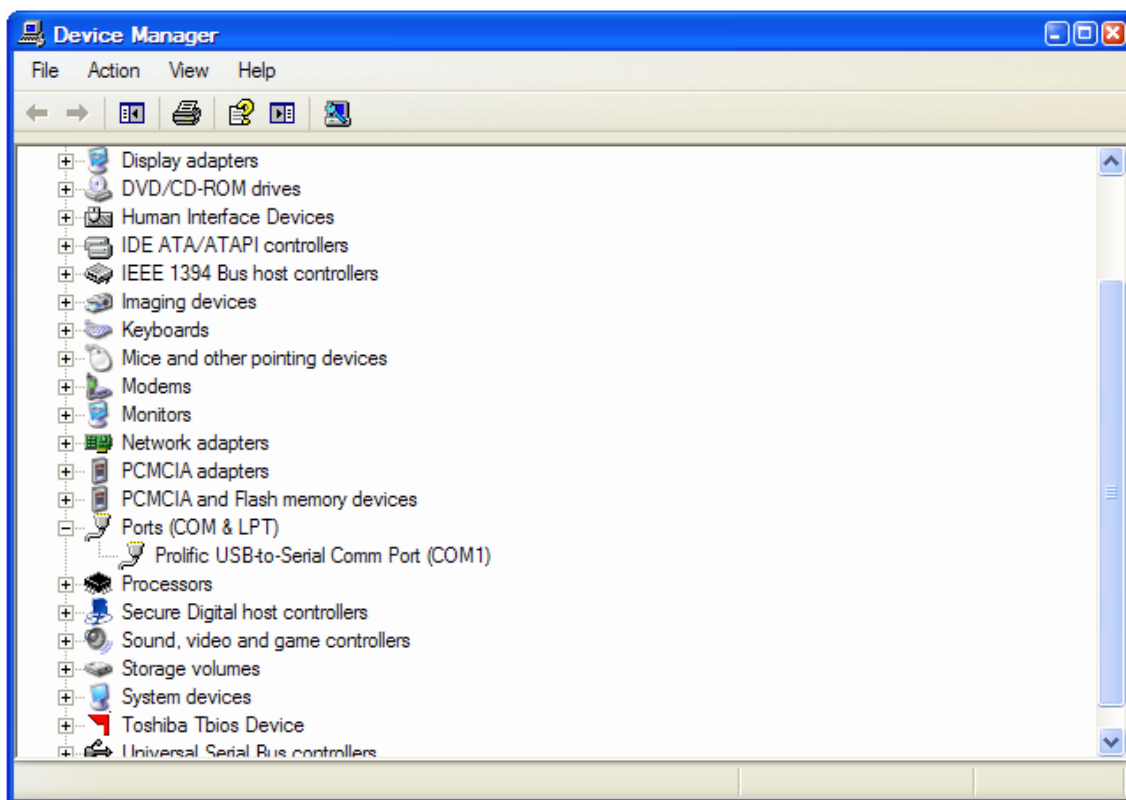 Device Manager
File Action View Help
Display adapters
DVD/CD-ROM drives
Human Interface Devices
IDE ATA/ATAPI controllers
IEEE 1394 Bus host controllers
Imaging devices
Keyboards
Mice and other pointing devices
Modems
Monitors
Network adapters
PCMCIA adapters
PCMCIA and Flash memory devices
Ports (COM & LPT)
Prolific USB-to-Serial Comm Port (COM1)
Processors
Secure Digital host controllers
Sound, video and game controllers
Storage volumes
System devices
Toshiba Tbios Device
Universal Serial Bus controllers